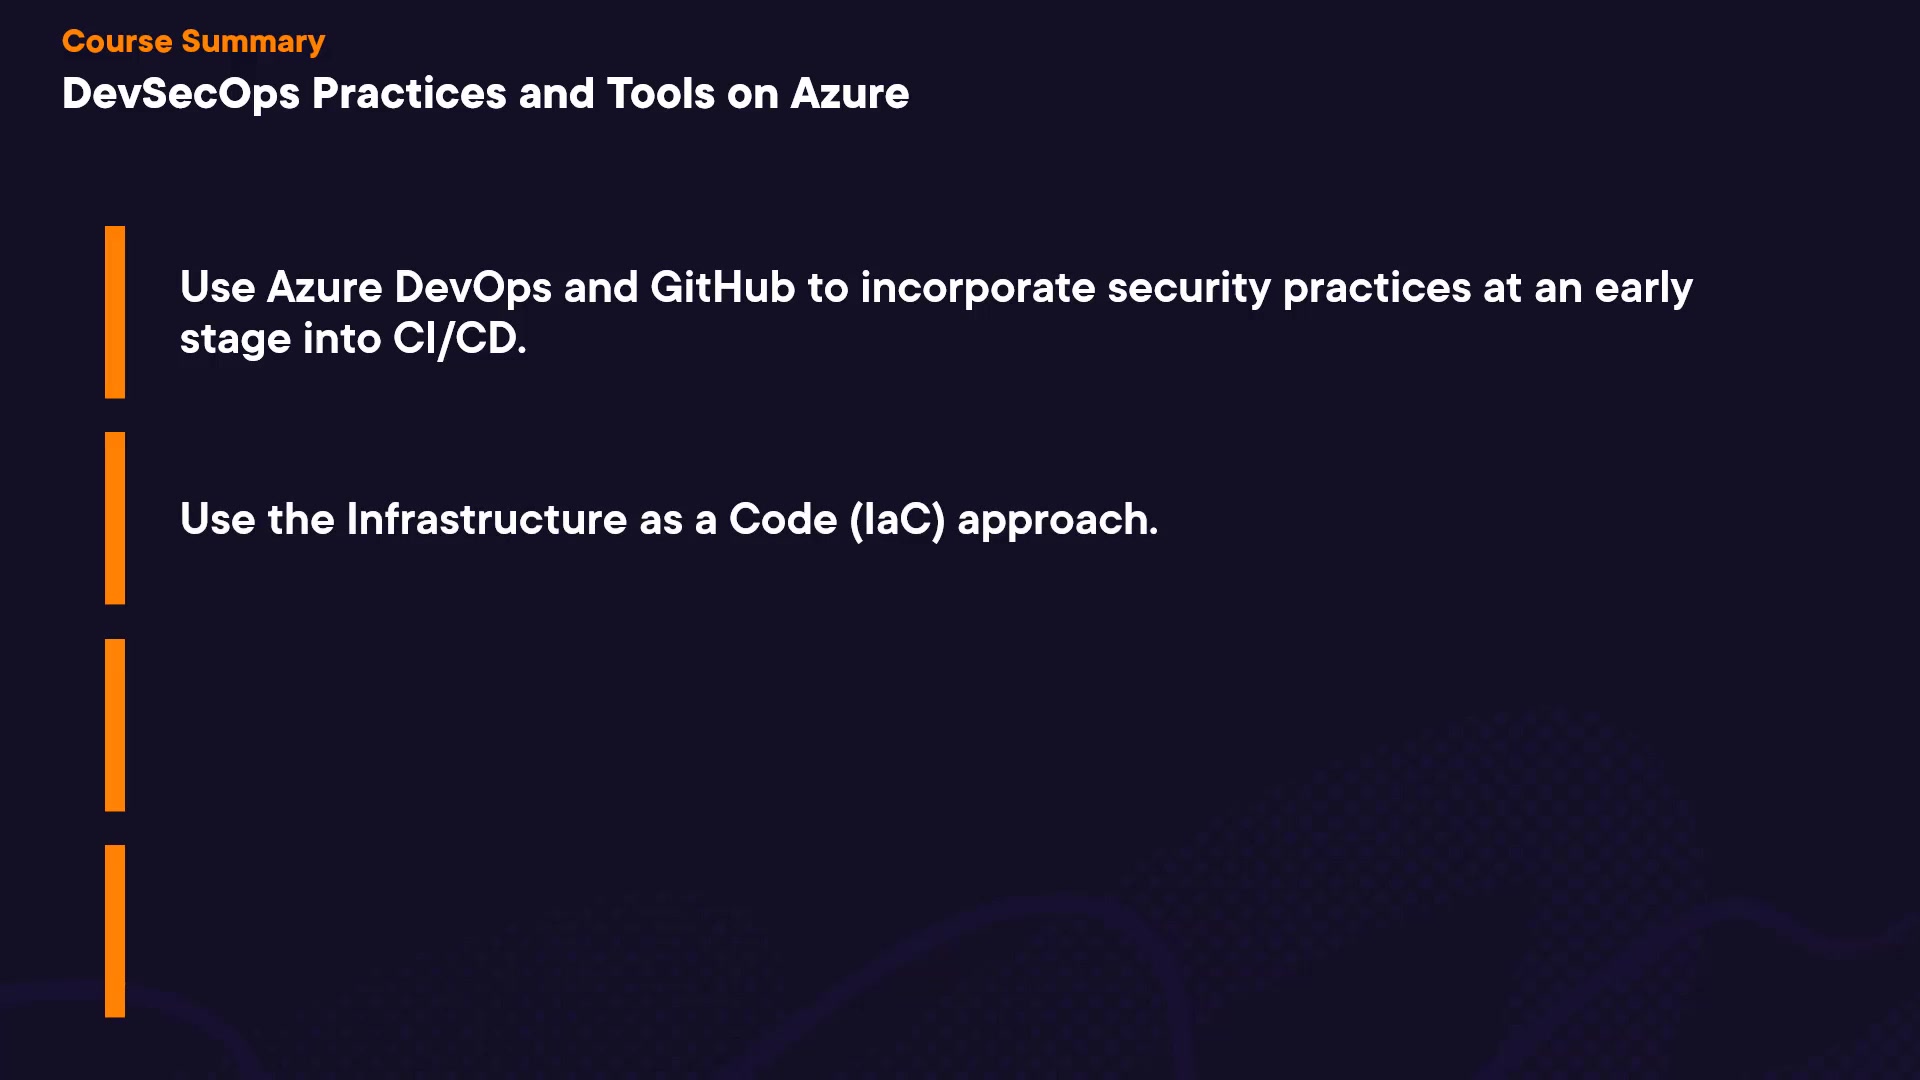 Course Summary
DevSecOps Practices and Tools on Azure
Use Azure DevOps and GitHub to incorporate security practices at an early
stage into CI/CD.
Use the Infrastructure as a Code (IaC) approach.